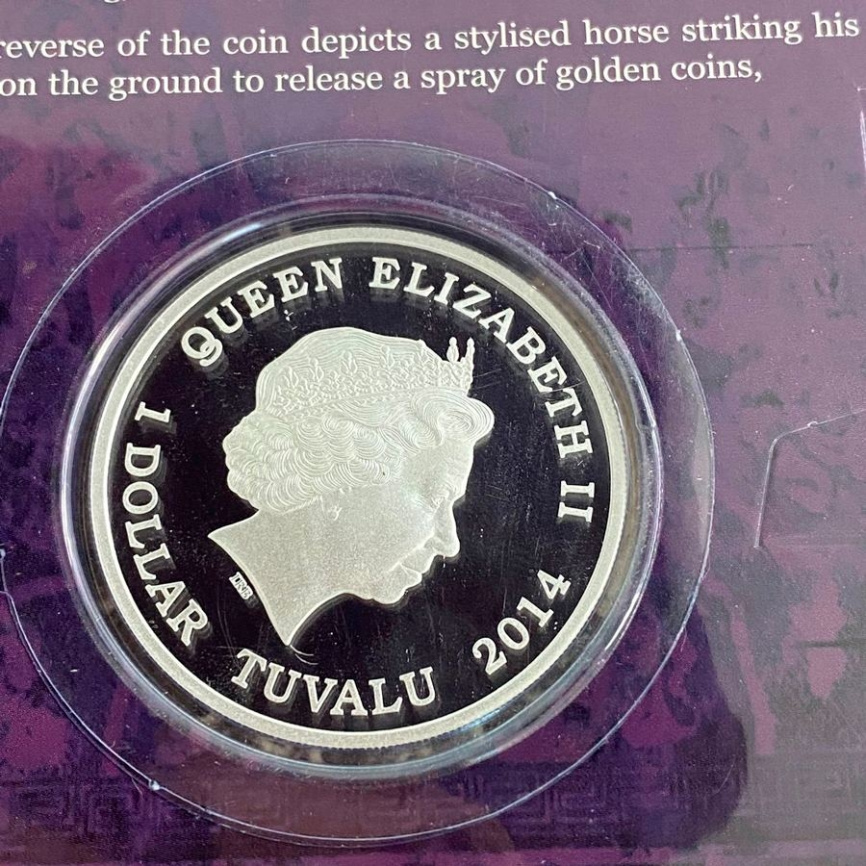 reverse of the coin depicts a stylised horse striking his
on the ground to release a spray of golden coins,
QUEEN ELIZABETH II
1 DOLLAR TUVALU 2014
IRB